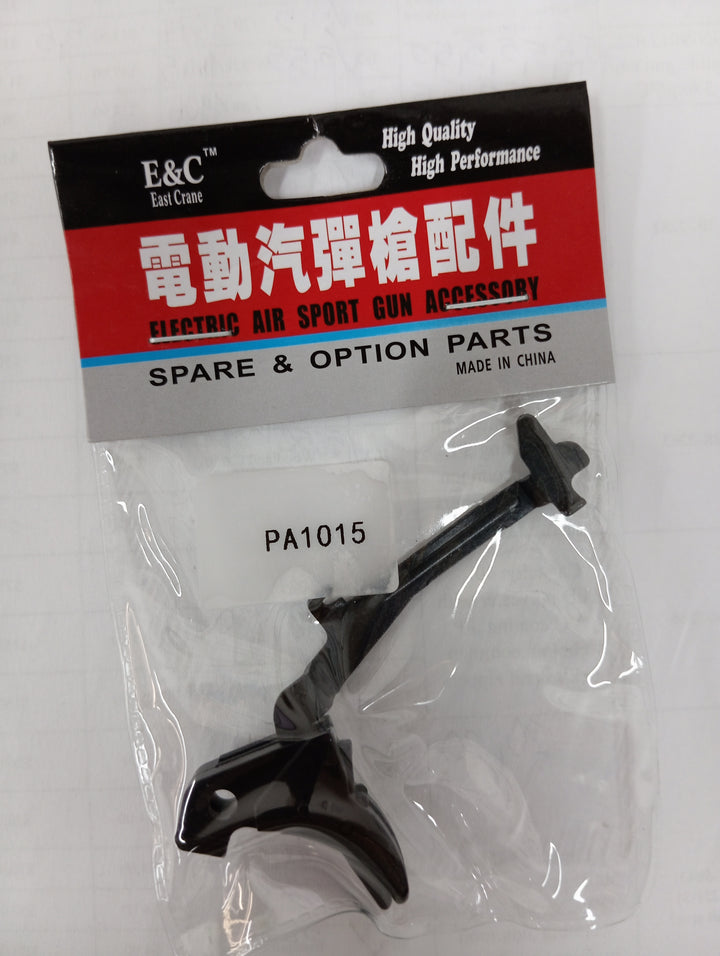 E&C™
East Crane
High Quality
High Performance
電動汽彈槍配件
ELECTRIC AIR SPORT GUN ACCESSORY
SPARE & OPTION PARTS
MADE IN CHINA
PA1015